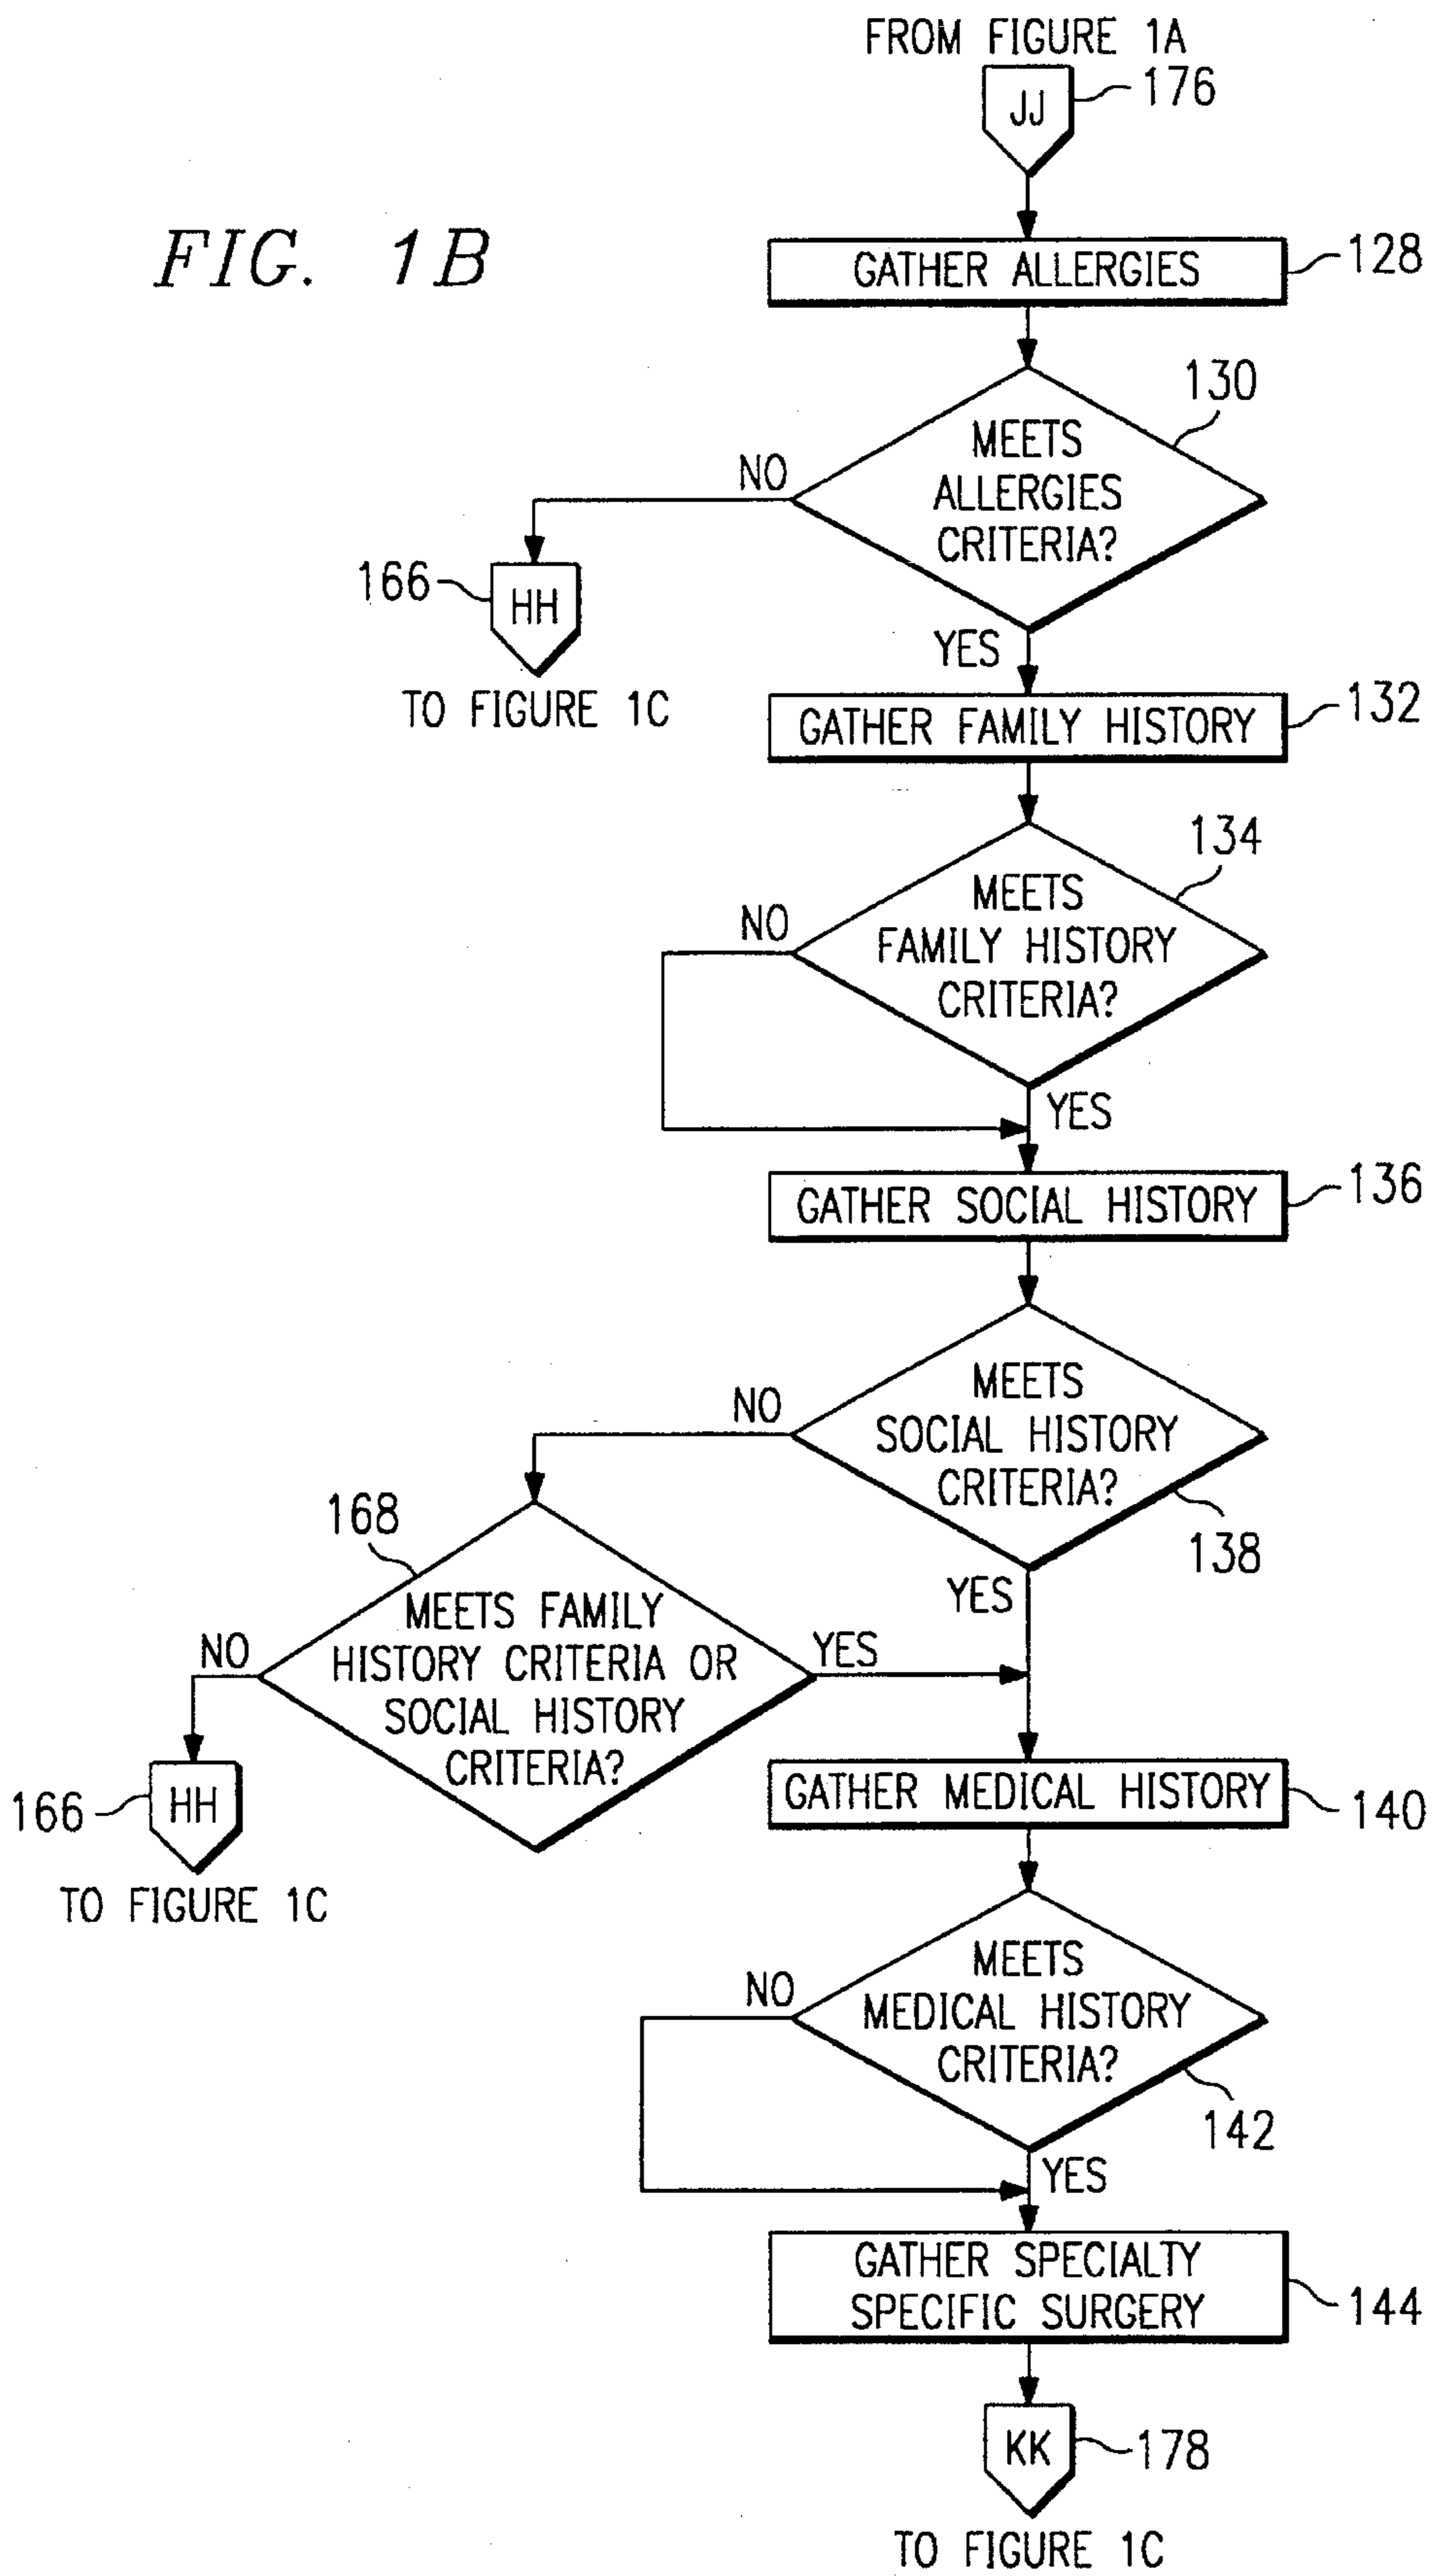 FROM FIGURE 1A
JJ
176
FIG. 1B
GATHER ALLERGIES
128
130
MEETS
ALLERGIES
CRITERIA?
NO
166
HH
TO FIGURE 1C
YES
GATHER FAMILY HISTORY
132
134
MEETS
FAMILY HISTORY
CRITERIA?
NO
YES
GATHER SOCIAL HISTORY
136
MEETS
SOCIAL HISTORY
CRITERIA?
NO
138
YES
168
MEETS FAMILY
HISTORY CRITERIA OR
SOCIAL HISTORY
CRITERIA?
NO
YES
166
HH
TO FIGURE 1C
GATHER MEDICAL HISTORY
140
MEETS
MEDICAL HISTORY
CRITERIA?
NO
142
YES
GATHER SPECIALTY
SPECIFIC SURGERY
144
KK
178
TO FIGURE 1C